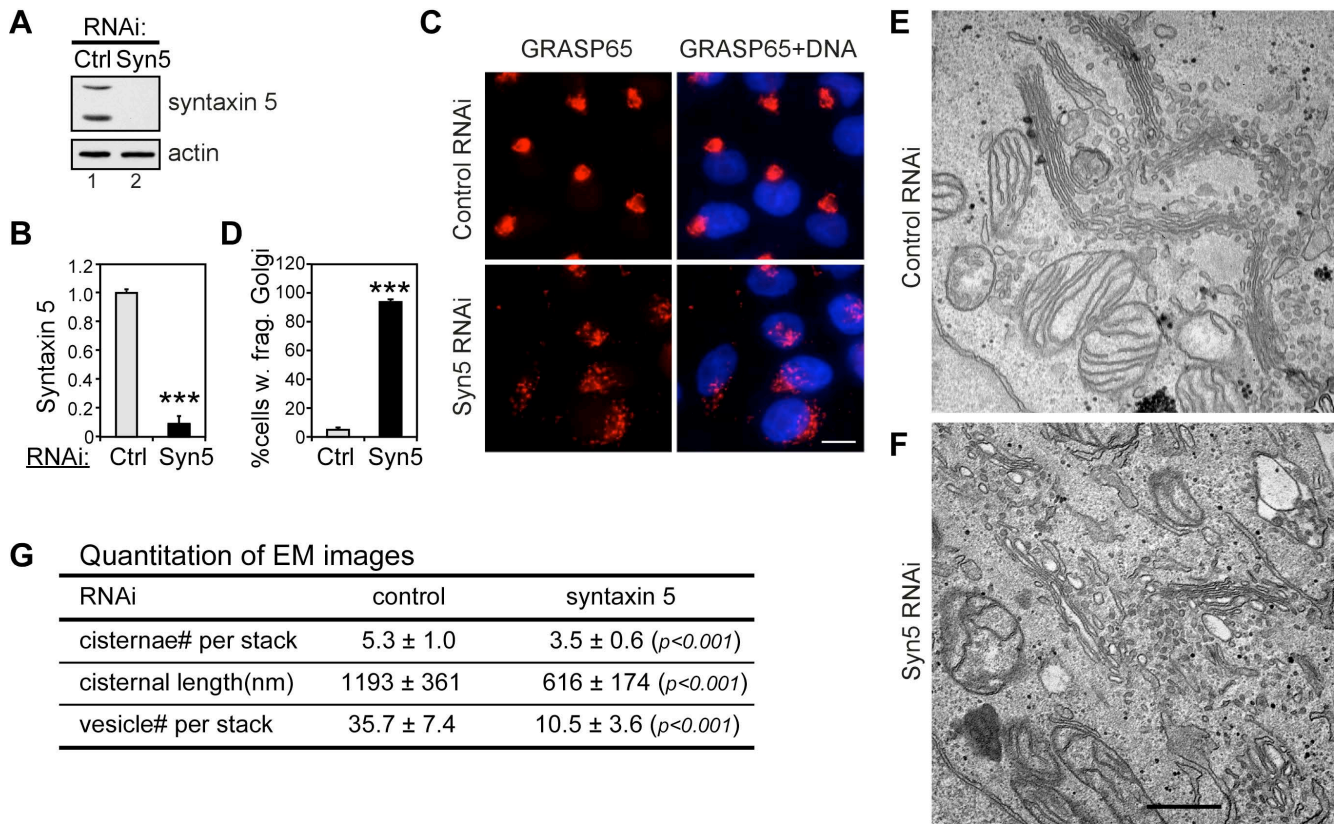 A
RNAi:
Ctrl Syn5
syntaxin 5
actin
1 2
B
Syntaxin 5
1.2
1.0
0.8
0.6
0.4
0.2
0
***
RNAi: Ctrl Syn5
D
%cells w. frag. Golgi
120
100
80
60
40
20
0
***
Ctrl Syn5
C
GRASP65 GRASP65+DNA
Control RNAi
Syn5 RNAi
E
Control RNAi
F
Syn5 RNAi
G Quantitation of EM images
RNAi control syntaxin 5
cisternae# per stack 5.3 ± 1.0 3.5 ± 0.6 (p<0.001)
cisternal length(nm) 1193 ± 361 616 ± 174 (p<0.001)
vesicle# per stack 35.7 ± 7.4 10.5 ± 3.6 (p<0.001)